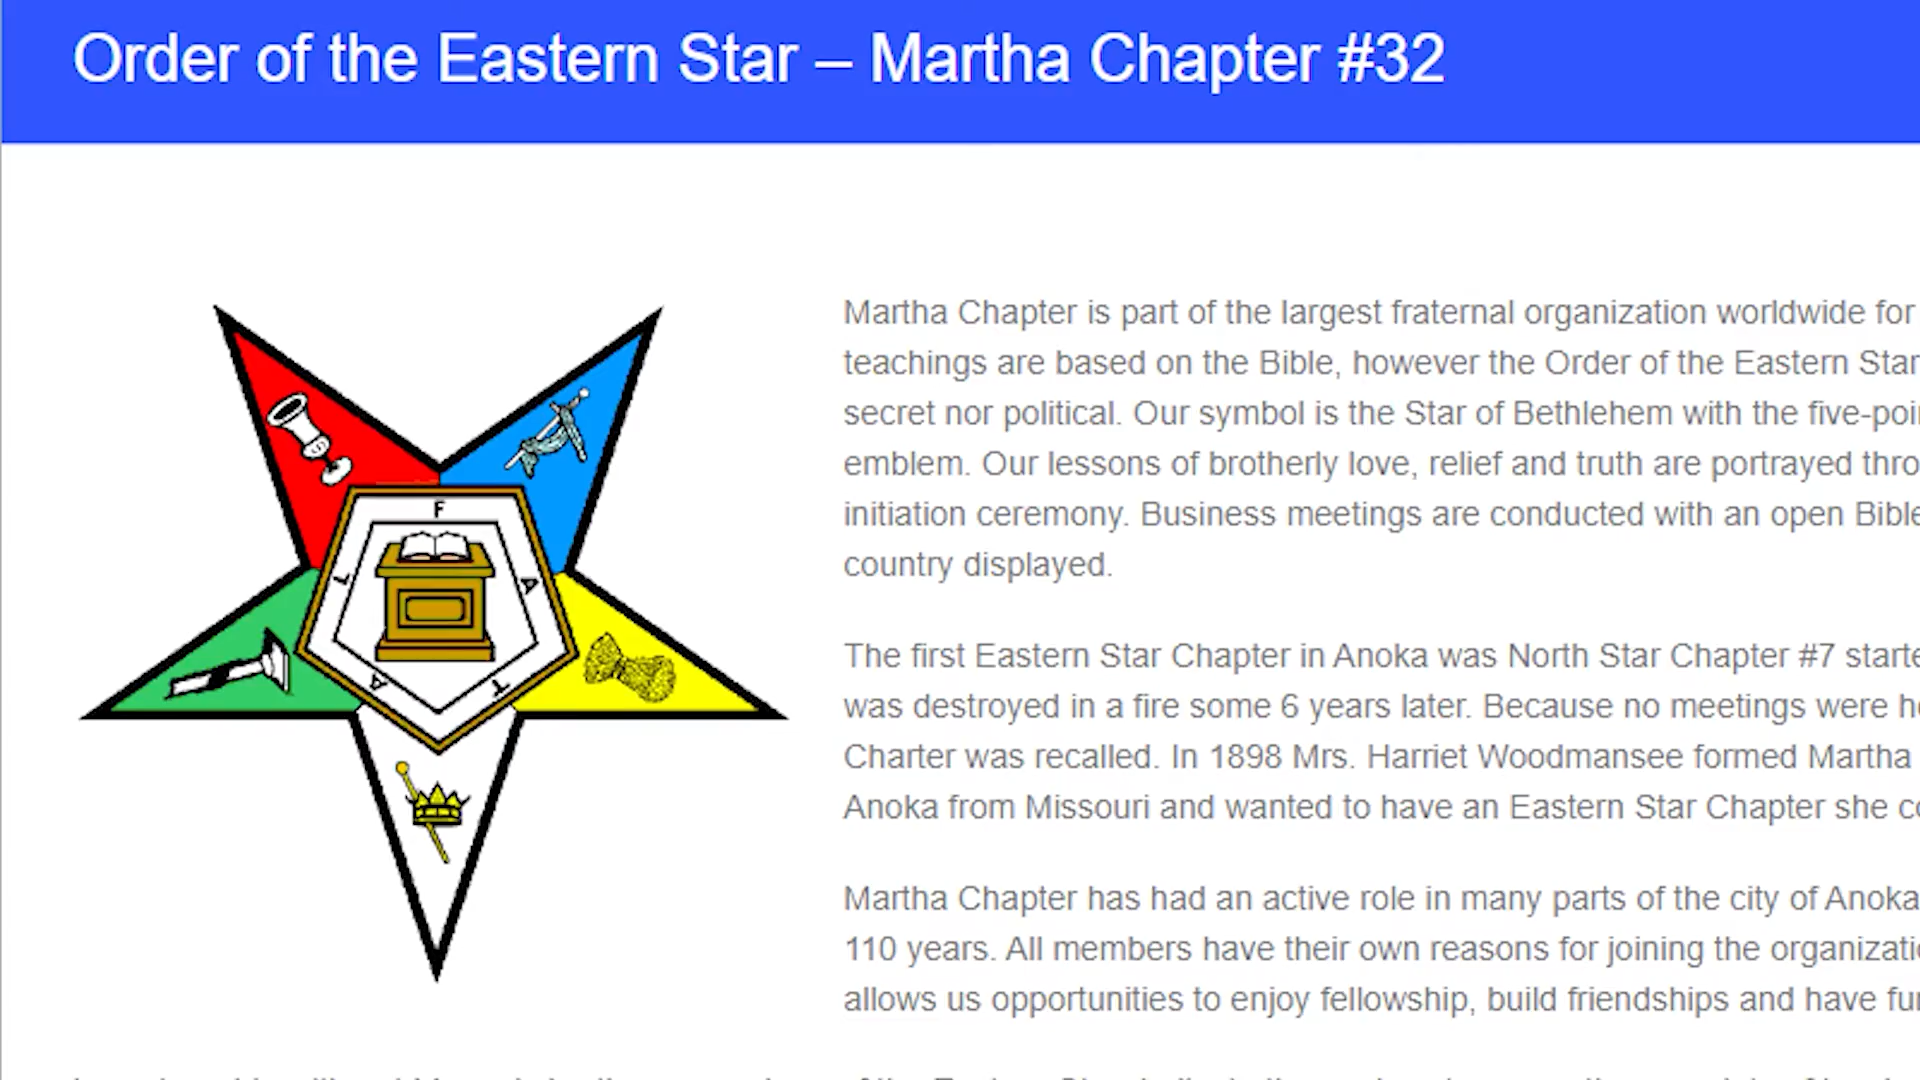 Order of the Eastern Star – Martha Chapter #32
Martha Chapter is part of the largest fraternal organization worldwide for
teachings are based on the Bible, however the Order of the Eastern Star
secret nor political. Our symbol is the Star of Bethlehem with the five-poi
emblem. Our lessons of brotherly love, relief and truth are portrayed thro
initiation ceremony. Business meetings are conducted with an open Bible
country displayed.
The first Eastern Star Chapter in Anoka was North Star Chapter #7 starte
was destroyed in a fire some 6 years later. Because no meetings were he
Charter was recalled. In 1898 Mrs. Harriet Woodmansee formed Martha
Anoka from Missouri and wanted to have an Eastern Star Chapter she co
Martha Chapter has had an active role in many parts of the city of Anoka
110 years. All members have their own reasons for joining the organizati
allows us opportunities to enjoy fellowship, build friendships and have fu
F
A
T
A
L